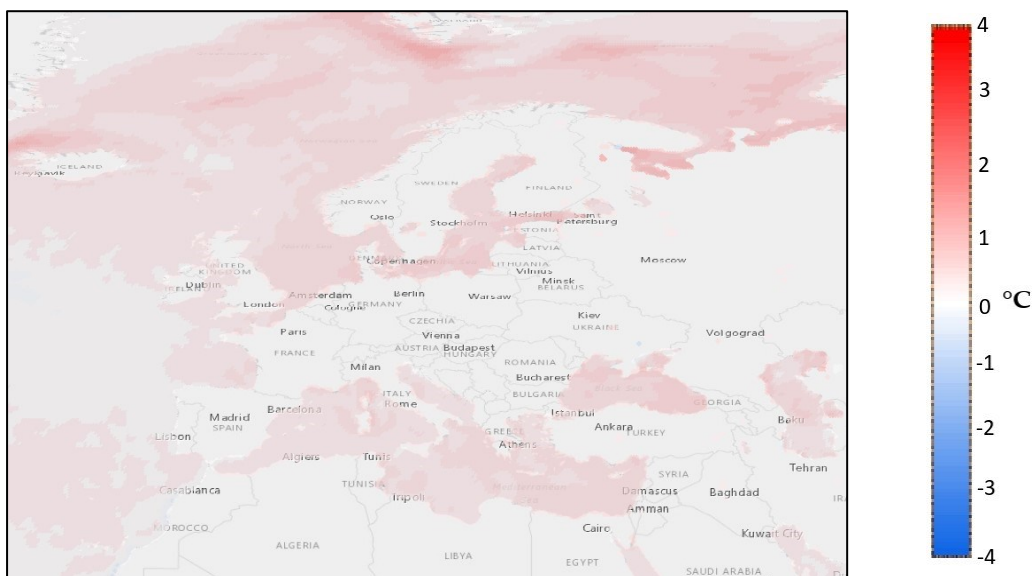 4
3
2
1
0
°C
-1
-2
-3
-4
ICELAND
Reykjavik
SWEDEN
FINLAND
NORWAY
Oslo
Stockholm
Helsinki
Saint
Petersburg
ESTONIA
LATVIA
Copenhagen
LITHUANIA
Moscow
Vilnius
UNITED
KINGDOM
Dublin
Minsk
BELARUS
Berlin
Amsterdam
Warsaw
London
Cologne
GERMANY
Kiev
CZECHIA
UKRAINE
Paris
Vienna
Volgograd
AUSTRIA
Budapest
HUNGARY
FRANCE
ROMANIA
Milan
Bucharest
ITALY
BULGARIA
Black Sea
GEORGIA
Rome
Barcelona
Istanbul
Madrid
SPAIN
Baku
Ankara
TURKEY
Lisbon
GREECE
Athens
Algiers
Tunis
Tehran
SYRIA
TUNISIA
Casablanca
Mediterranean
Sea
Damascus
Baghdad
Tripoli
Amman
MOROCCO
Cairo
Kuwait City
ALGERIA
LIBYA
EGYPT
SAUDI ARABIA